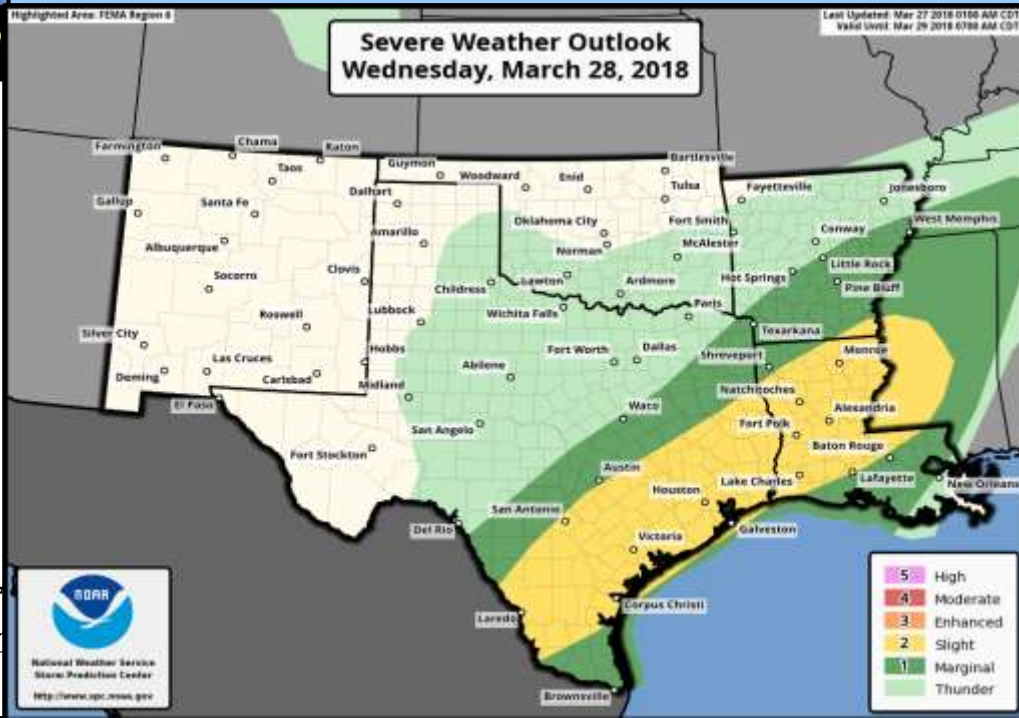 Highlighted Area: FEMA Region 6
Last Updated: Mar 27 2018 0108 AM CDT
Valid Until: Mar 29 2018 0700 AM CDT
Severe Weather Outlook
Wednesday, March 28, 2018
Farmington
Chama
Raton
Taos
Guymon
Woodward
Enid
Bartlesville
Tulsa
Fayetteville
Jonesboro
Gallup
Santa Fe
Dalhart
Oklahoma City
Fort Smith
West Memphis
Albuquerque
Amarillo
Norman
McAlester
Conway
Socorro
Clovis
Childress
Lawton
Ardmore
Hot Springs
Little Rock
Pine Bluff
Roswell
Lubbock
Wichita Falls
Paris
Texarkana
Silver City
Las Cruces
Hobbs
Fort Worth
Dallas
Shreveport
Monroe
Deming
Carlsbad
Midland
Abilene
Natchitoches
El Paso
San Angelo
Waco
Alexandria
Fort Polk
Fort Stockton
Baton Rouge
Austin
Houston
Lake Charles
Lafayette
New Orleans
Del Rio
San Antonio
Galveston
Victoria
Laredo
Corpus Christi
Brownsville
NOAA
National Weather Service
Storm Prediction Center
http://www.spc.noaa.gov
5 High
4 Moderate
3 Enhanced
2 Slight
1 Marginal
Thunder